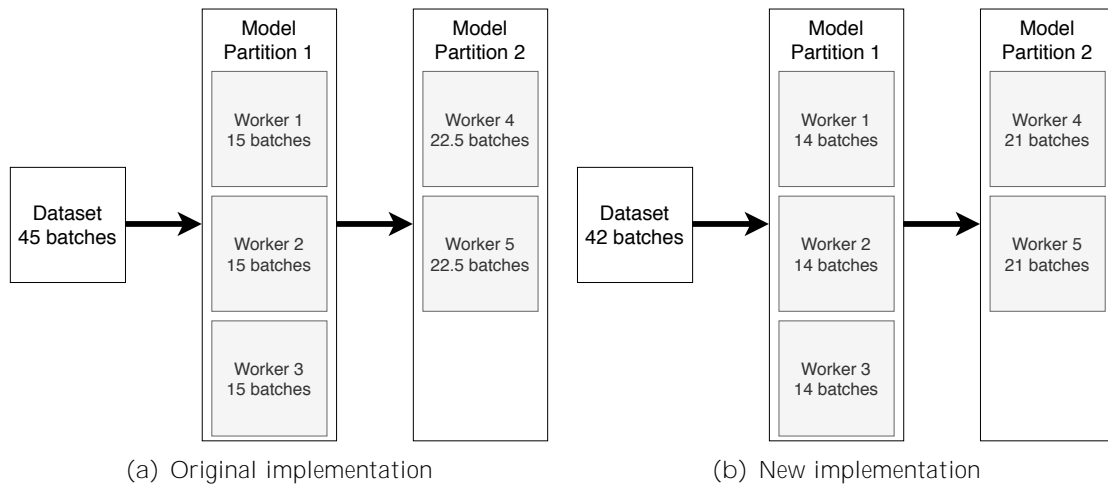 Dataset
45 batches
Model
Partition 1
Worker 1
15 batches
Worker 2
15 batches
Worker 3
15 batches
Model
Partition 2
Worker 4
22.5 batches
Worker 5
22.5 batches
(a) Original implementation
Dataset
42 batches
Model
Partition 1
Worker 1
14 batches
Worker 2
14 batches
Worker 3
14 batches
Model
Partition 2
Worker 4
21 batches
Worker 5
21 batches
(b) New implementation